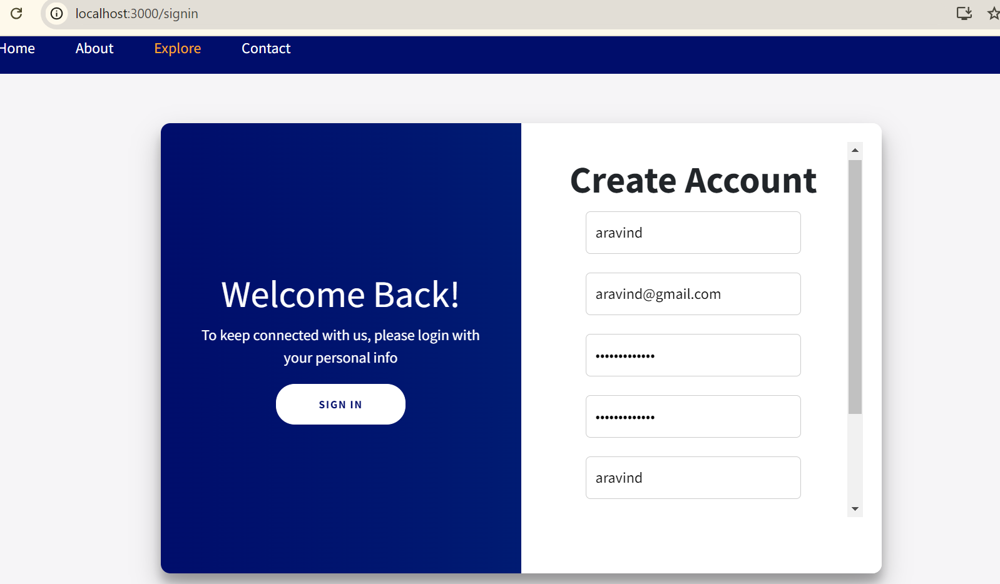 localhost:3000/signin
Home About Explore Contact
Welcome Back!
To keep connected with us, please login with
your personal info
SIGN IN
Create Account
aravind
aravind@gmail.com
•••••••••••••
•••••••••••••
aravind